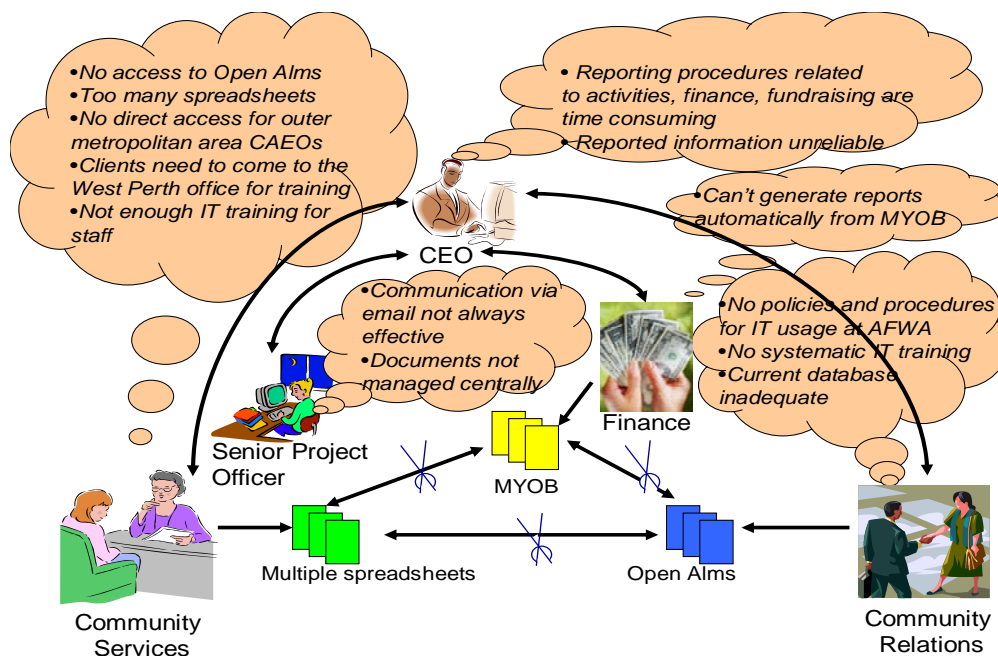 •No access to Open Alms
•Too many spreadsheets
•No direct access for outer
metropolitan area CAEOs
•Clients need to come to the
West Perth office for training
•Not enough IT training for
staff
• Reporting procedures related
to activities, finance, fundraising are
time consuming
• Reported information unreliable
•Can't generate reports
automatically from MYOB
CEO
•Communication via
email not always
effective
•Documents not
managed centrally
•No policies and procedures
for IT usage at AFWA
•No systematic IT training
•Current database
inadequate
Senior Project
Officer
Finance
MYOB
Multiple spreadsheets
Open Alms
Community
Services
Community
Relations